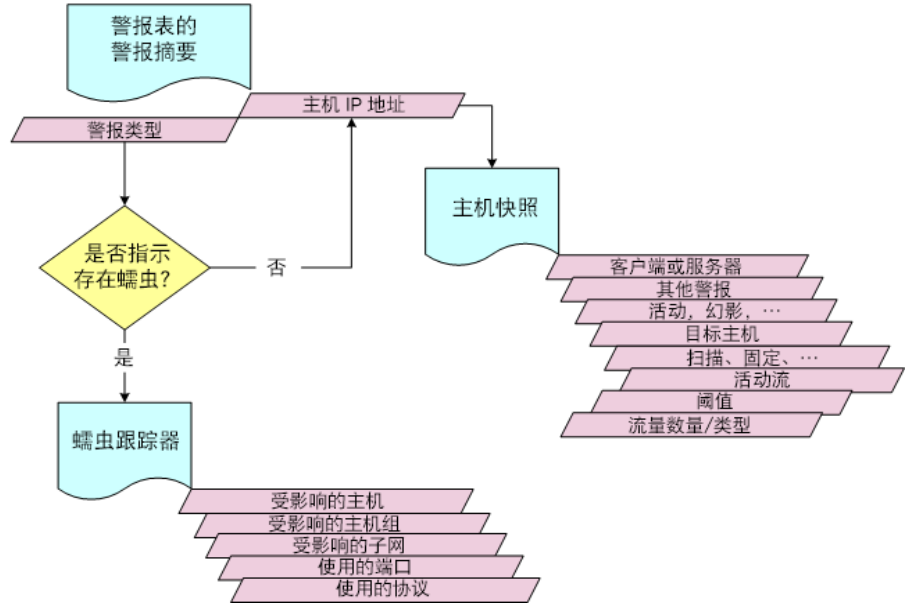 警报表的
警报摘要
主机 IP 地址
警报类型
主机快照
是否指示
存在蠕虫?
否
客户端或服务器
其他警报
活动, 幻影, …
目标主机
扫描、固定、…
活动流
阈值
流量数量/类型
是
蠕虫跟踪器
受影响的主机
受影响的主机组
受影响的子网
使用的端口
使用的协议